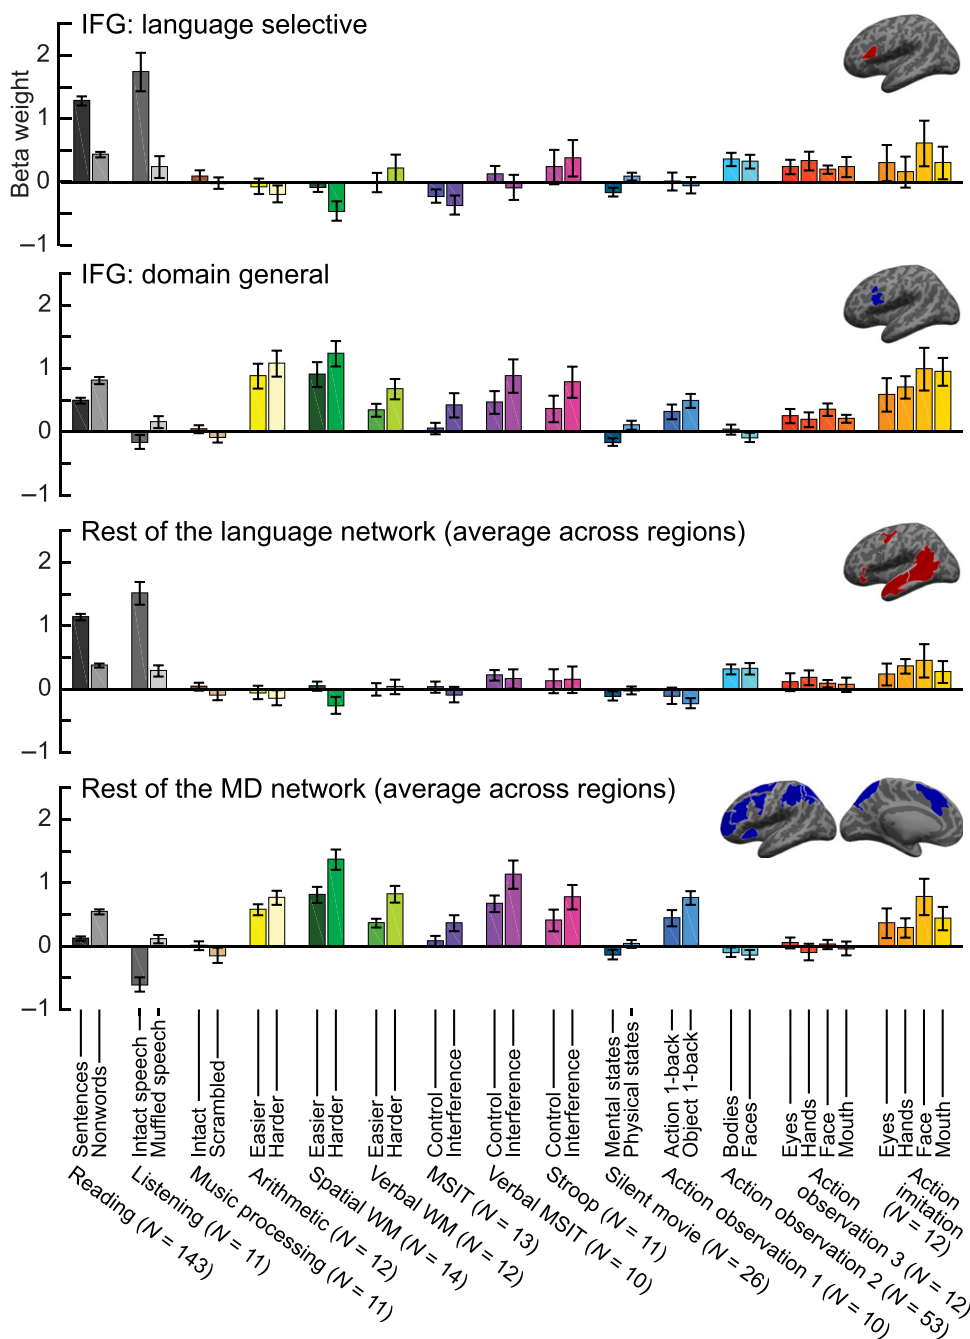 IFG: language selective
Beta weight
2
1
0
–1
IFG: domain general
2
1
0
–1
Rest of the language network (average across regions)
2
1
0
–1
Rest of the MD network (average across regions)
2
1
0
–1
Sentences
Nonwords
Intact speech
Muffled speech
Intact
Scrambled
Easier
Harder
Easier
Harder
Easier
Harder
Control
Interference
Control
Interference
Control
Interference
Mental states
Physical states
Action 1-back
Object 1-back
Bodies
Faces
Eyes
Hands
Face
Mouth
Eyes
Hands
Face
Mouth
Reading (N = 143)
Listening (N = 11)
Music processing (N = 11)
Arithmetic (N = 12)
Spatial WM (N = 14)
Verbal WM (N = 12)
MSIT (N = 13)
Verbal MSIT (N = 10)
Stroop (N = 11)
Silent movie (N = 26)
Action observation 1 (N = 10)
Action observation 2 (N = 53)
Action
observation 3 (N = 12)
Action
imitation
(N = 12)